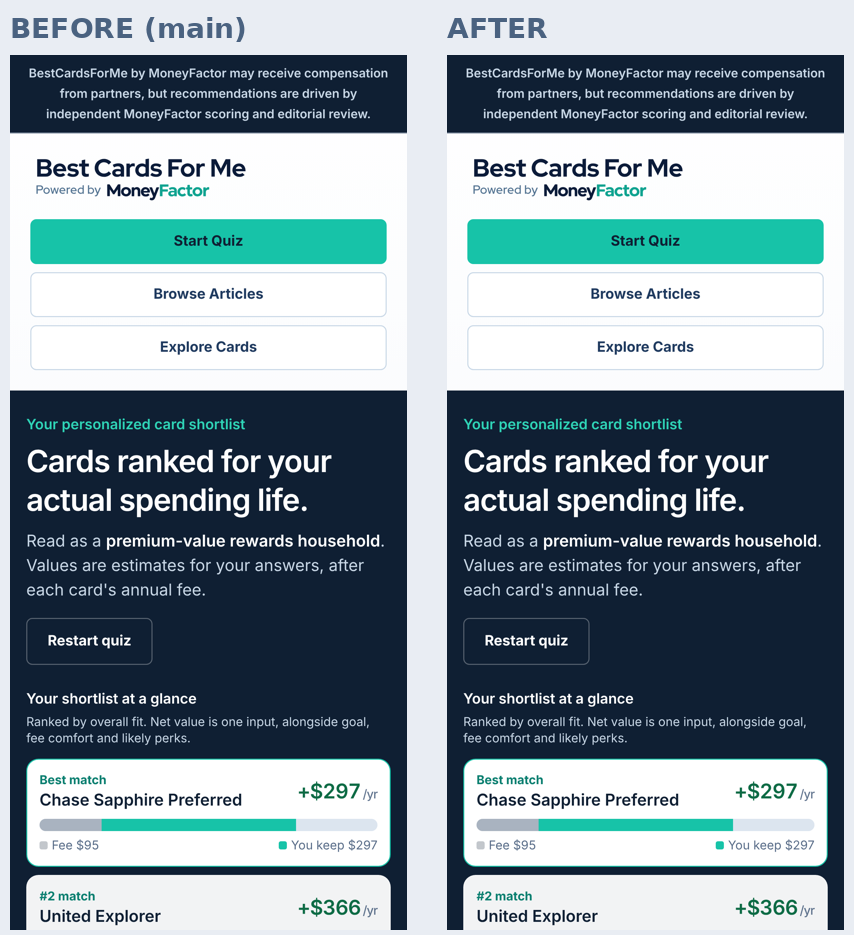 BEFORE (main)
BestCardsForMe by MoneyFactor may receive compensation
from partners, but recommendations are driven by
independent MoneyFactor scoring and editorial review.
Best Cards For Me
Powered by MoneyFactor
Start Quiz
Browse Articles
Explore Cards
Your personalized card shortlist
Cards ranked for your
actual spending life.
Read as a premium-value rewards household.
Values are estimates for your answers, after
each card's annual fee.
Restart quiz
Your shortlist at a glance
Ranked by overall fit. Net value is one input, alongside goal,
fee comfort and likely perks.
Best match
Chase Sapphire Preferred
+$297 /yr
Fee $95
You keep $297
#2 match
United Explorer
+$366 /yr
AFTER
BestCardsForMe by MoneyFactor may receive compensation
from partners, but recommendations are driven by
independent MoneyFactor scoring and editorial review.
Best Cards For Me
Powered by MoneyFactor
Start Quiz
Browse Articles
Explore Cards
Your personalized card shortlist
Cards ranked for your
actual spending life.
Read as a premium-value rewards household.
Values are estimates for your answers, after
each card's annual fee.
Restart quiz
Your shortlist at a glance
Ranked by overall fit. Net value is one input, alongside goal,
fee comfort and likely perks.
Best match
Chase Sapphire Preferred
+$297 /yr
Fee $95
You keep $297
#2 match
United Explorer
+$366 /yr